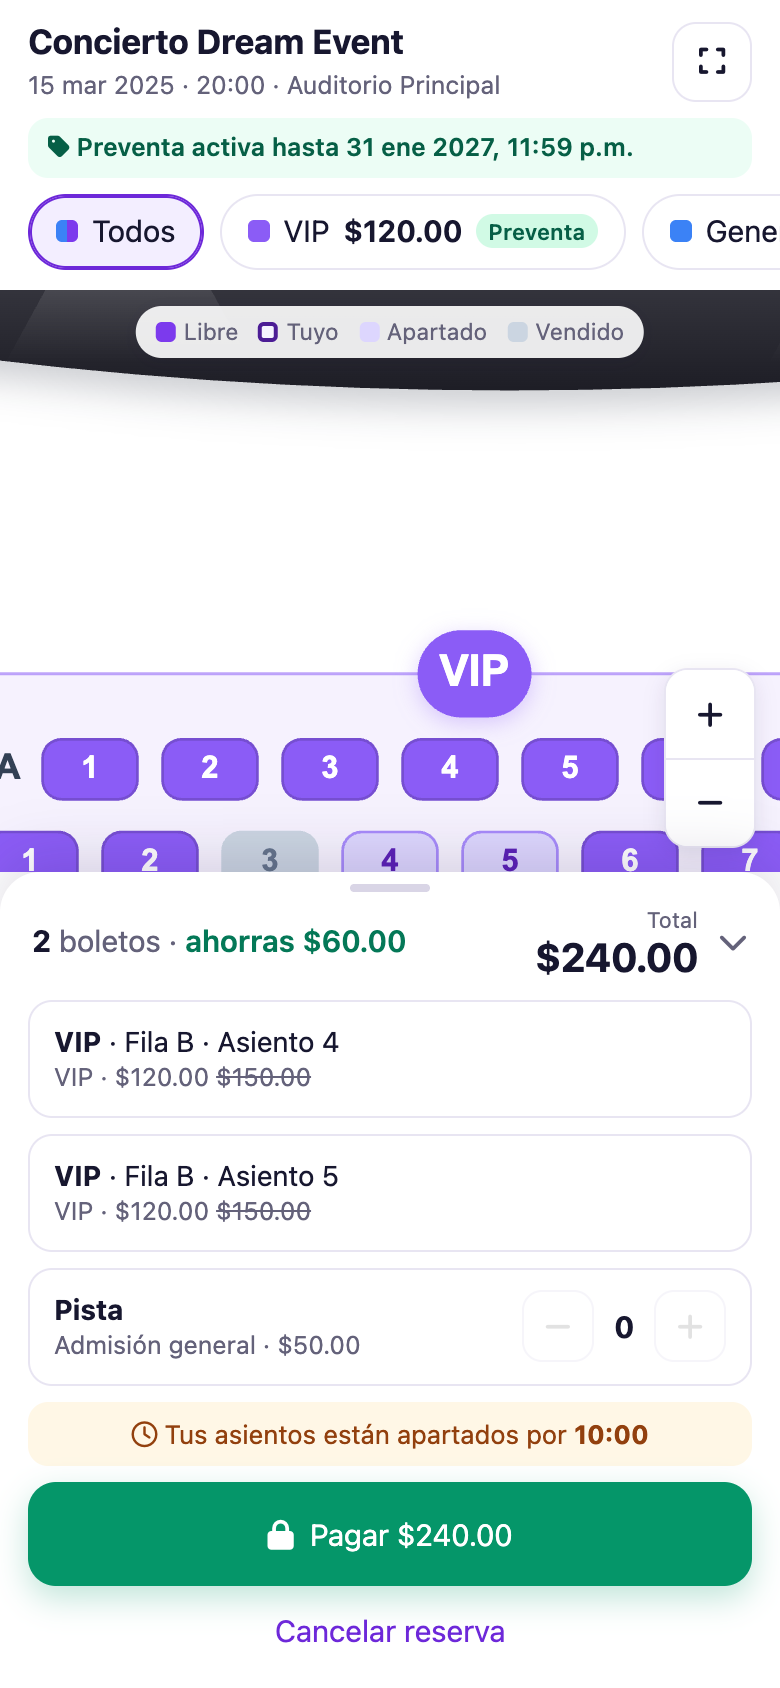 Concierto Dream Event
15 mar 2025 · 20:00 · Auditorio Principal
Preventa activa hasta 31 ene 2027, 11:59 p.m.
Todos
VIP $120.00 Preventa
Gene
Libre Tuyo Apartado Vendido
VIP
A 1 2 3 4 5
1 2 3 4 5 6 7
+
−
2 boletos · ahorras $60.00
Total
$240.00
VIP · Fila B · Asiento 4
VIP · $120.00 $150.00
VIP · Fila B · Asiento 5
VIP · $120.00 $150.00
Pista
Admisión general · $50.00
− 0 +
Tus asientos están apartados por 10:00
Pagar $240.00
Cancelar reserva